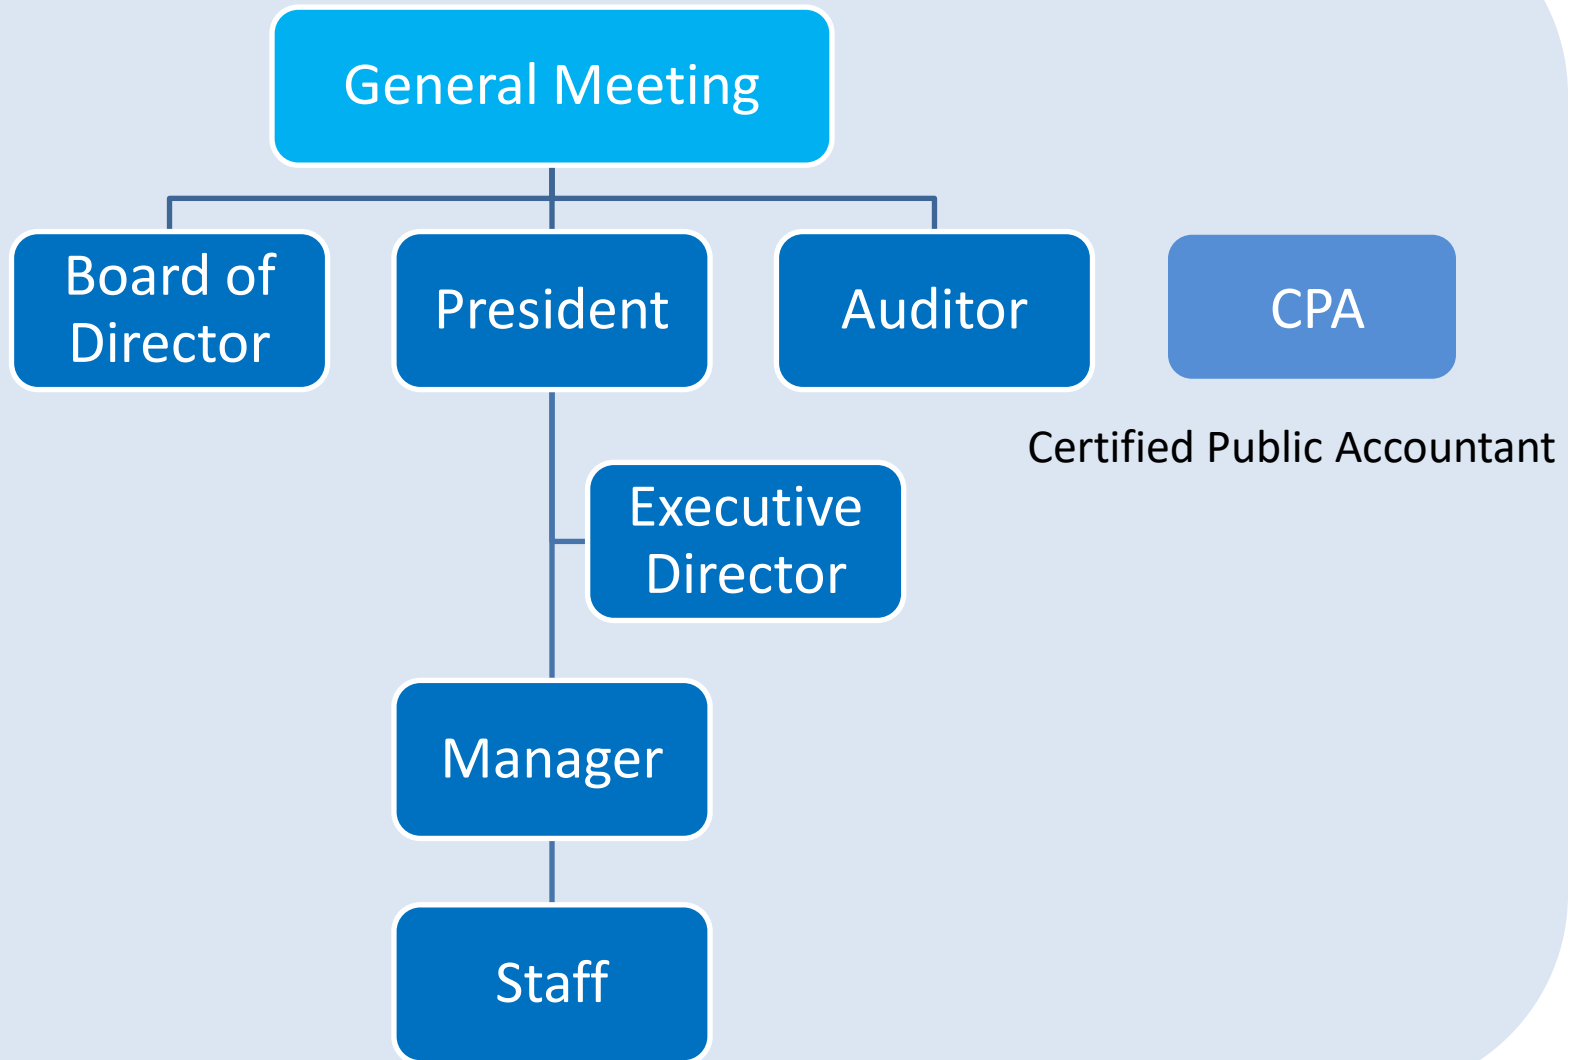 General Meeting
Board of
Director
President
Auditor
CPA
Certified Public Accountant
Executive
Director
Manager
Staff